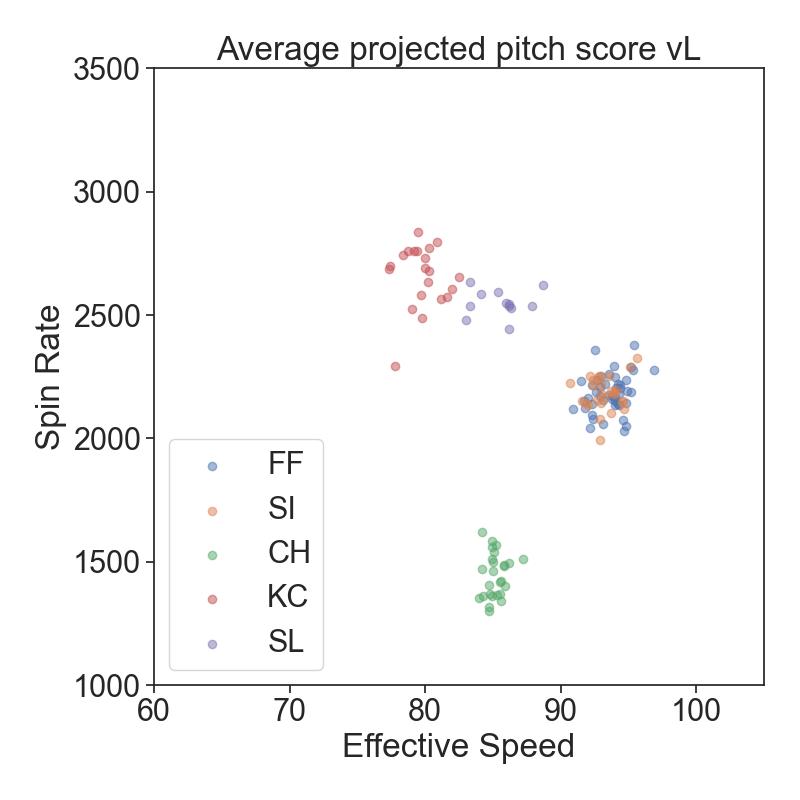 Average projected pitch score vL
3500
3000
2500
2000
1500
1000
Spin Rate
FF
SI
CH
KC
SL
60 70 80 90 100
Effective Speed